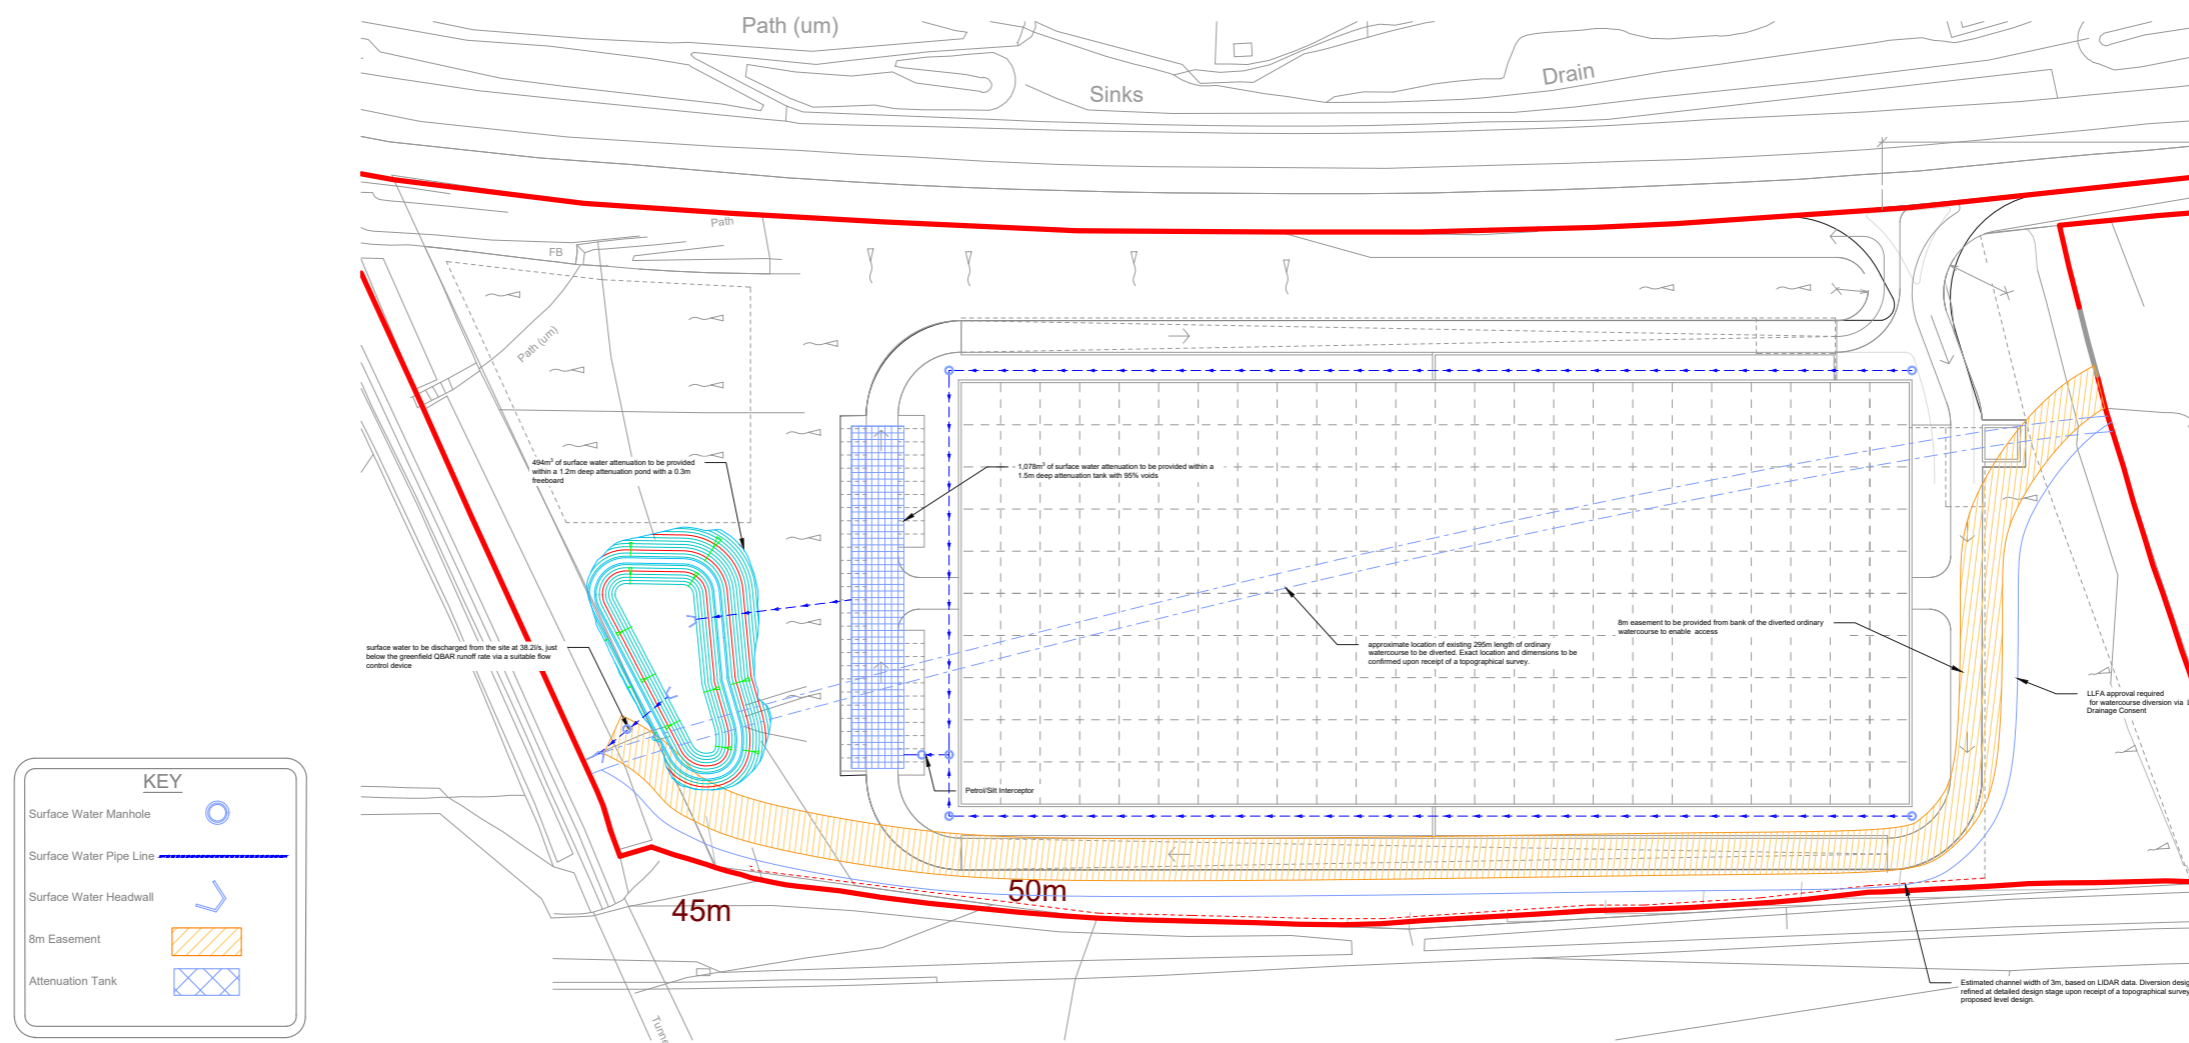 Path (um)
Sinks
Drain
Path
FB
Path (um)
494m³ of surface water attenuation to be provided
within a 1.2m deep attenuation pond with a 0.3m
freeboard
1,078m³ of surface water attenuation to be provided within a
1.5m deep attenuation tank with 95% voids
surface water to be discharged from the site at 38.2l/s, just
below the greenfield QBAR runoff rate via a suitable flow
control device
approximate location of existing 295m length of ordinary
watercourse to be diverted. Exact location and dimensions to be
confirmed upon receipt of a topographical survey.
8m easement to be provided from bank of the diverted ordinary
watercourse to enable access
LLFA approval required
for watercourse diversion via L
Drainage Consent
Petrol/Silt Interceptor
50m
45m
Estimated channel width of 3m, based on LIDAR data. Diversion desig
refined at detailed design stage upon receipt of a topographical survey
proposed level design.
Tunne
KEY
Surface Water Manhole
Surface Water Pipe Line
Surface Water Headwall
8m Easement
Attenuation Tank